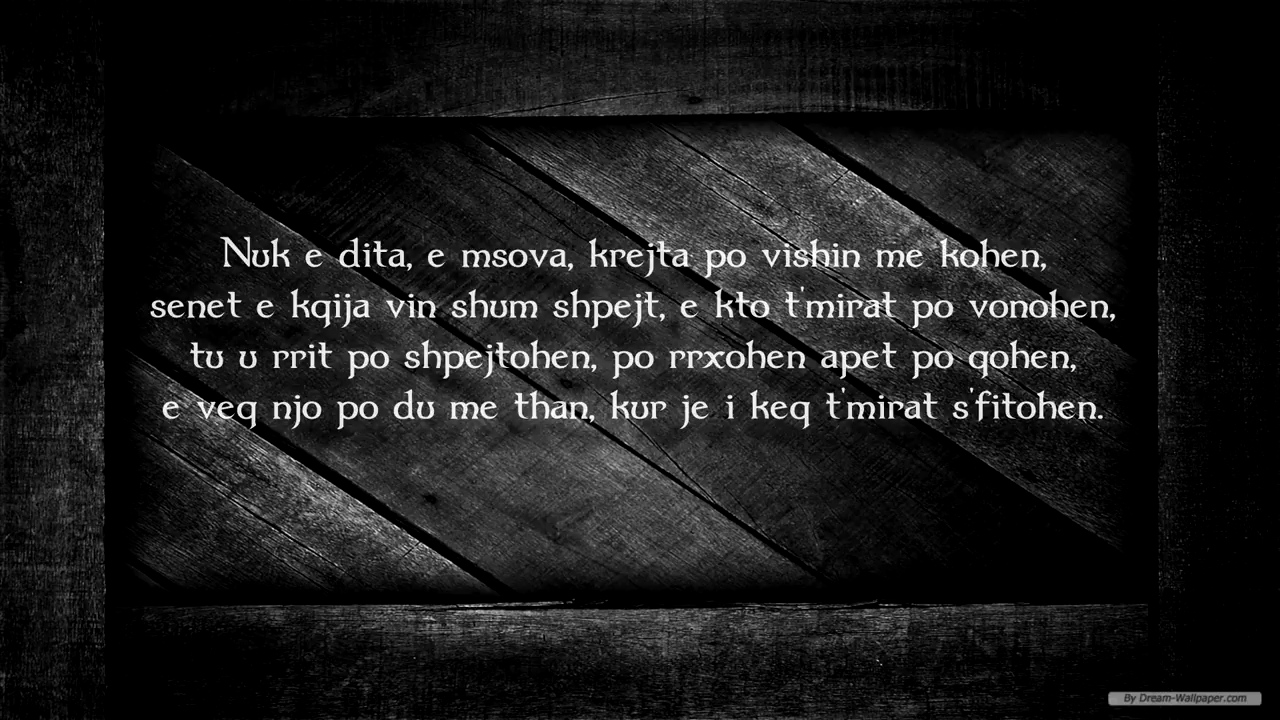 Nuk e dita, e msova, krejta po vishin me kohen,
senet e kqija vin shum shpejt, e kto t'mirat po vonohen,
tu u rrit po shpejtohen, po rrxohen apet po qohen,
e veq njo po du me than, kur je i keq t'mirat s'fitohen.
By Dream-Wallpaper.com